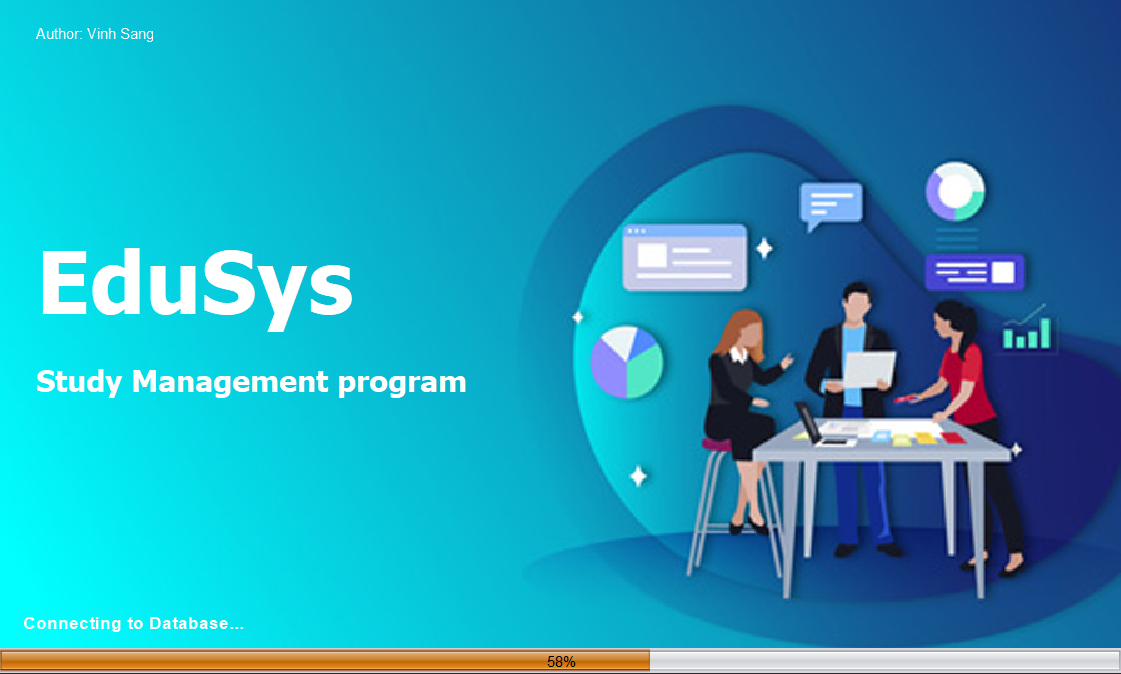 Author: Vinh Sang
EduSys
Study Management program
Connecting to Database...
58%